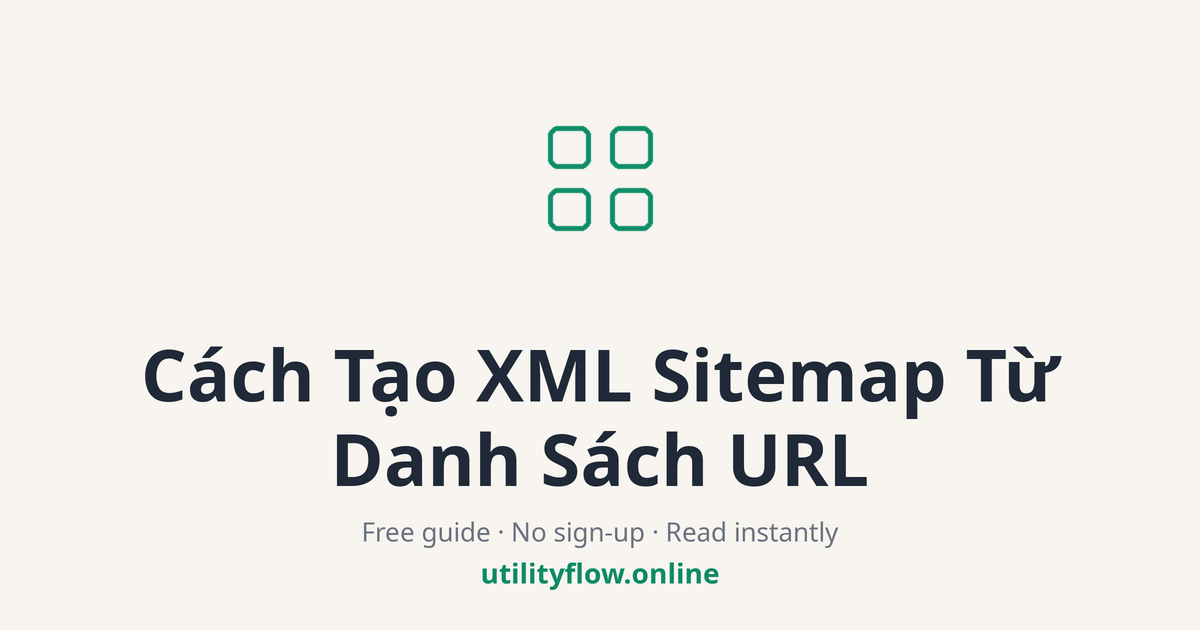 Cách Tạo XML Sitemap Từ
Danh Sách URL
Free guide · No sign-up · Read instantly
utilityflow.online